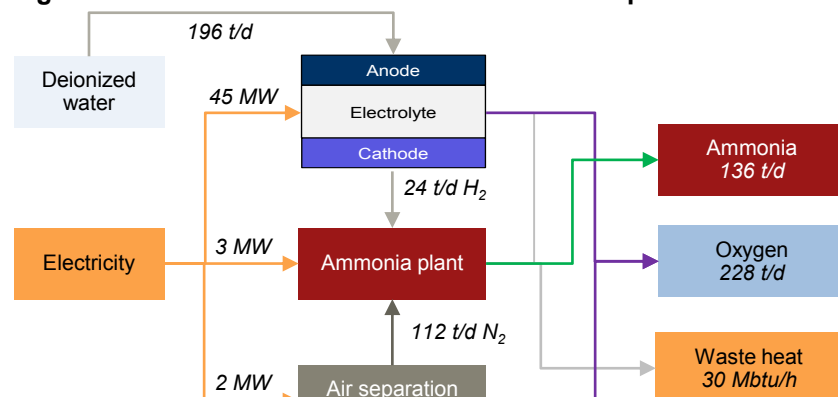 196 t/d
Deionized
water
Anode
Electrolyte
Cathode
45 MW
24 t/d H₂
Ammonia
136 t/d
Electricity
3 MW
Ammonia plant
Oxygen
228 t/d
112 t/d N₂
Waste heat
30 Mbtu/h
2 MW
Air separation